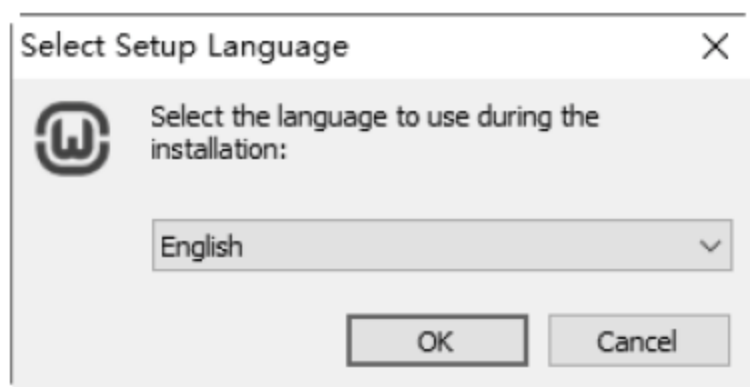 Select Setup Language
Select the language to use during the
installation:
English
OK
Cancel